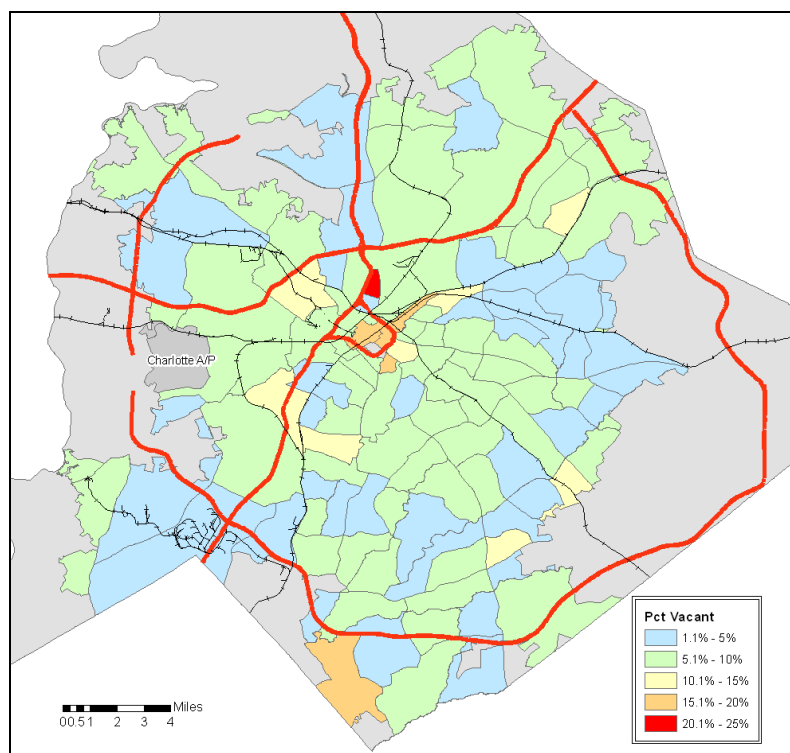 Charlotte A/P
Pct Vacant
1.1% - 5%
5.1% - 10%
10.1% - 15%
15.1% - 20%
20.1% - 25%
Miles
0 0.5 1 2 3 4